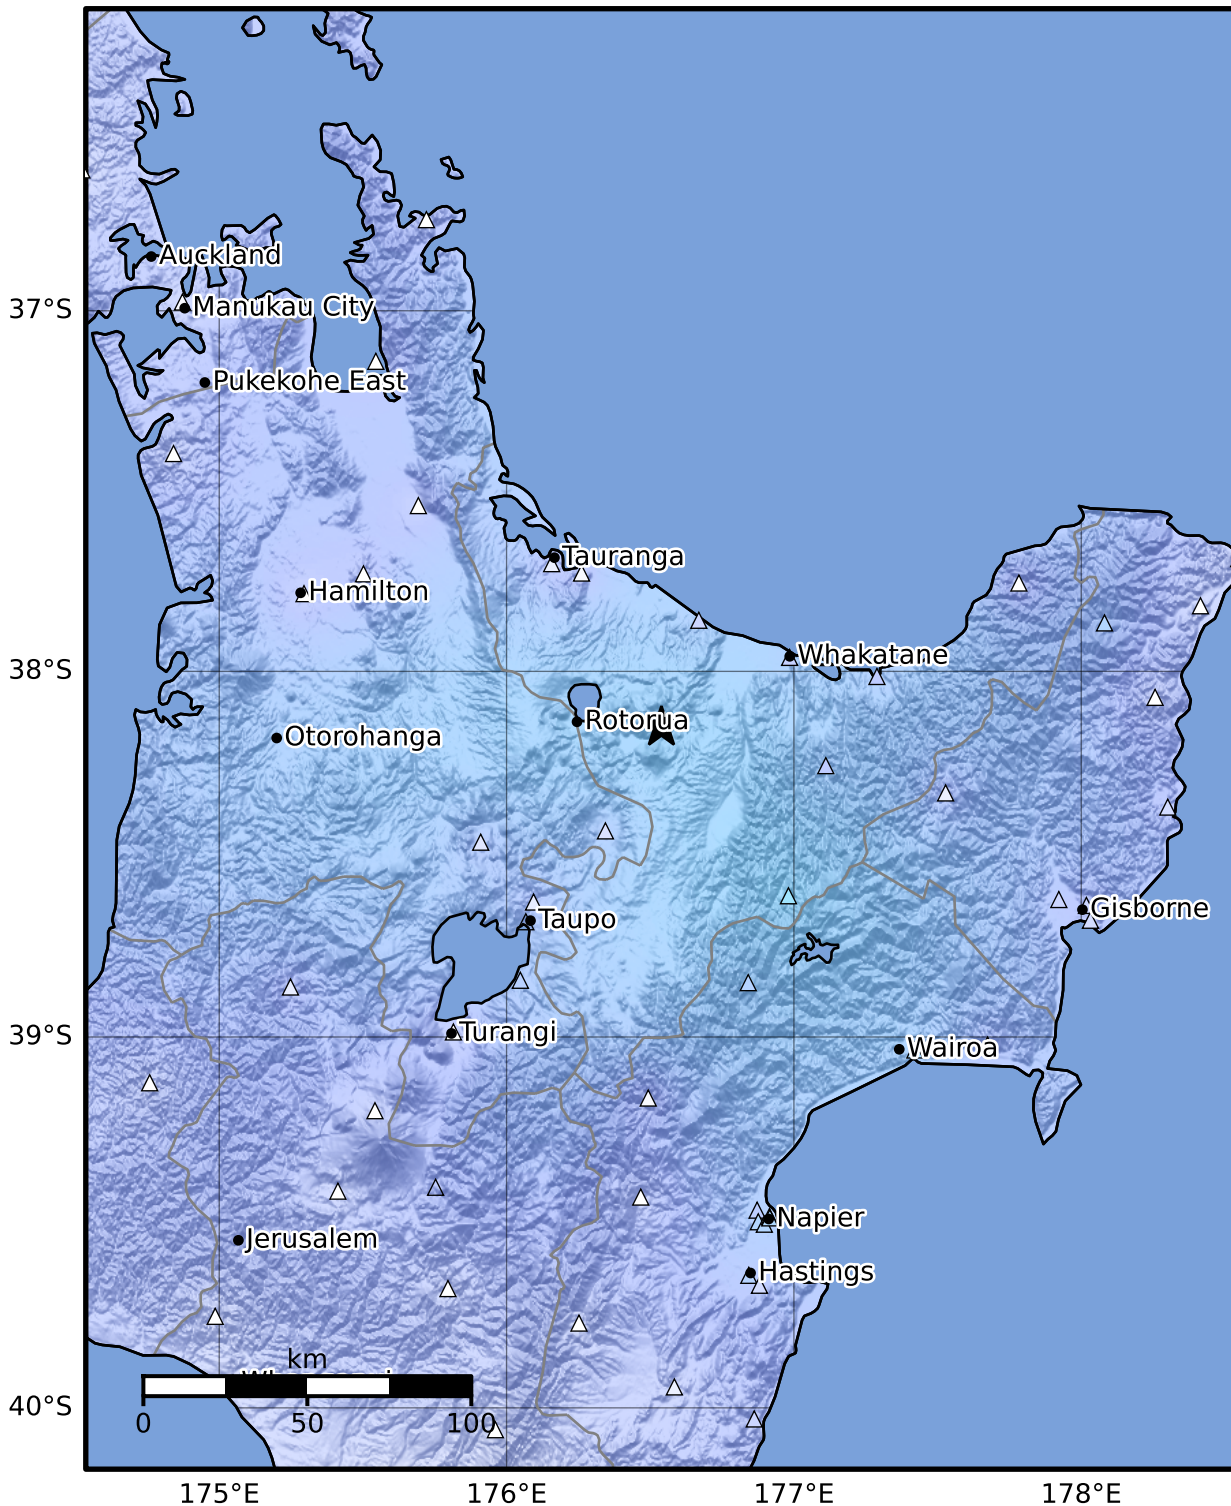 Auckland
37°S
Manukau City
Pukekohe East
Tauranga
Hamilton
Whakatane
38°S
Rotorua
Otorohanga
Gisborne
Taupo
Turangi
39°S
Wairoa
Napier
Jerusalem
Hastings
km
40°S
0 50 100
175°E 176°E 177°E 178°E